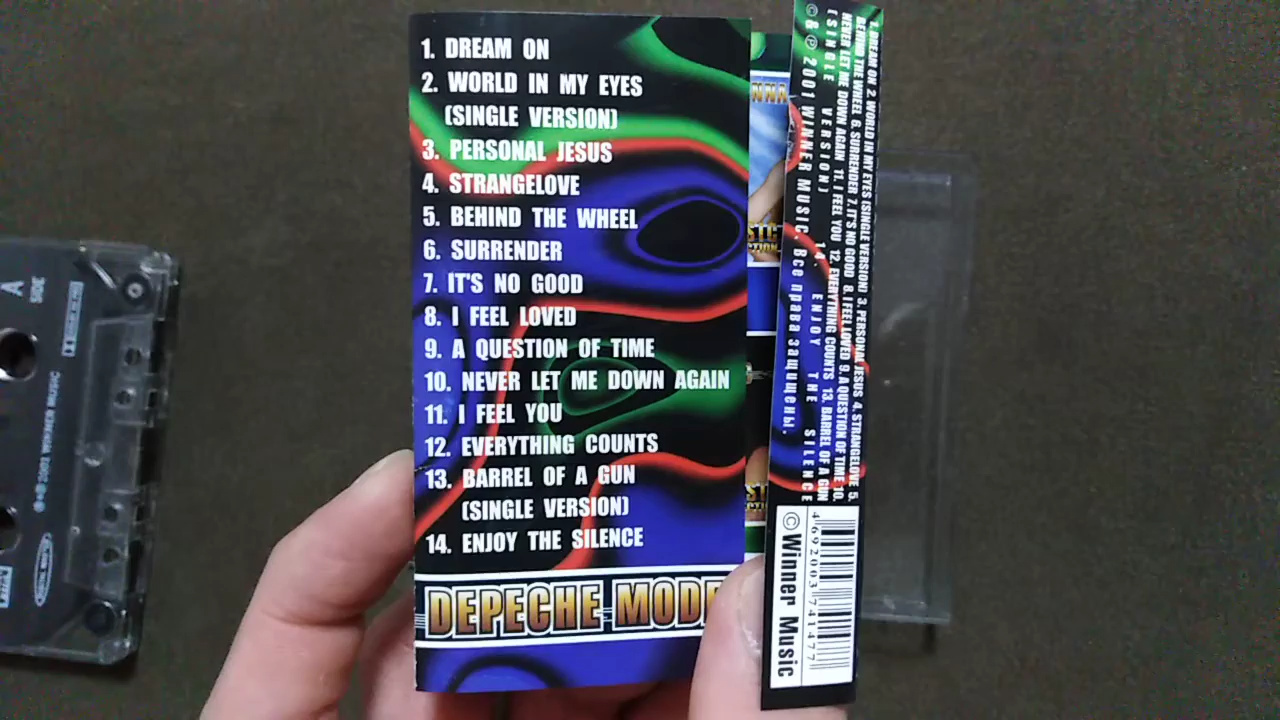 1. DREAM ON
2. WORLD IN MY EYES
(SINGLE VERSION)
3. PERSONAL JESUS
4. STRANGELOVE
5. BEHIND THE WHEEL
6. SURRENDER
7. IT'S NO GOOD
8. I FEEL LOVED
9. A QUESTION OF TIME
10. NEVER LET ME DOWN AGAIN
11. I FEEL YOU
12. EVERYTHING COUNTS
13. BARREL OF A GUN
(SINGLE VERSION)
14. ENJOY THE SILENCE
DEPECHE MODE
1. DREAM ON 2. WORLD IN MY EYES (SINGLE VERSION) 3. PERSONAL JESUS 4. STRANGELOVE 5.
BEHIND THE WHEEL 6. SURRENDER 7. IT'S NO GOOD 8. I FEEL LOVED 9. A QUESTION OF TIME 10.
NEVER LET ME DOWN AGAIN 11. I FEEL YOU 12. EVERYTHING COUNTS 13. BARREL OF A GUN
(SINGLE VERSION) 14. ENJOY THE SILENCE
© & ℗ 2001 WINNER MUSIC. Все права защищены.
4 692003 741477
© Winner Music
SIDE
A